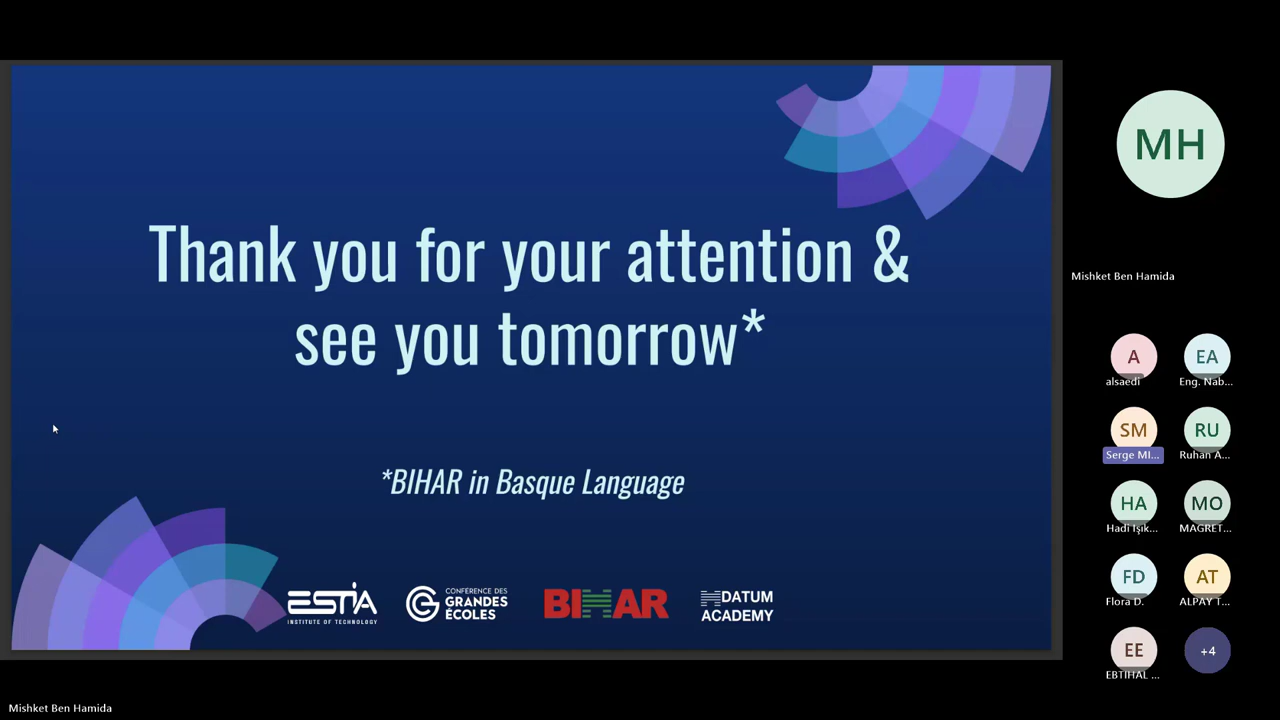 Thank you for your attention &
see you tomorrow*
*BIHAR in Basque Language
ESTIA
INSTITUTE OF TECHNOLOGY
CONFERENCE DES
GRANDES
ÉCOLES
BIHAR
DATUM
ACADEMY
MH
Mishket Ben Hamida
A
alsaedi
EA
Eng. Nab...
SM
Serge MI...
RU
Ruhan A...
HA
Hadi Işık...
MO
MAGRET...
FD
Flora D.
AT
ALPAY T...
EE
EBTIHAL ...
+4
Mishket Ben Hamida